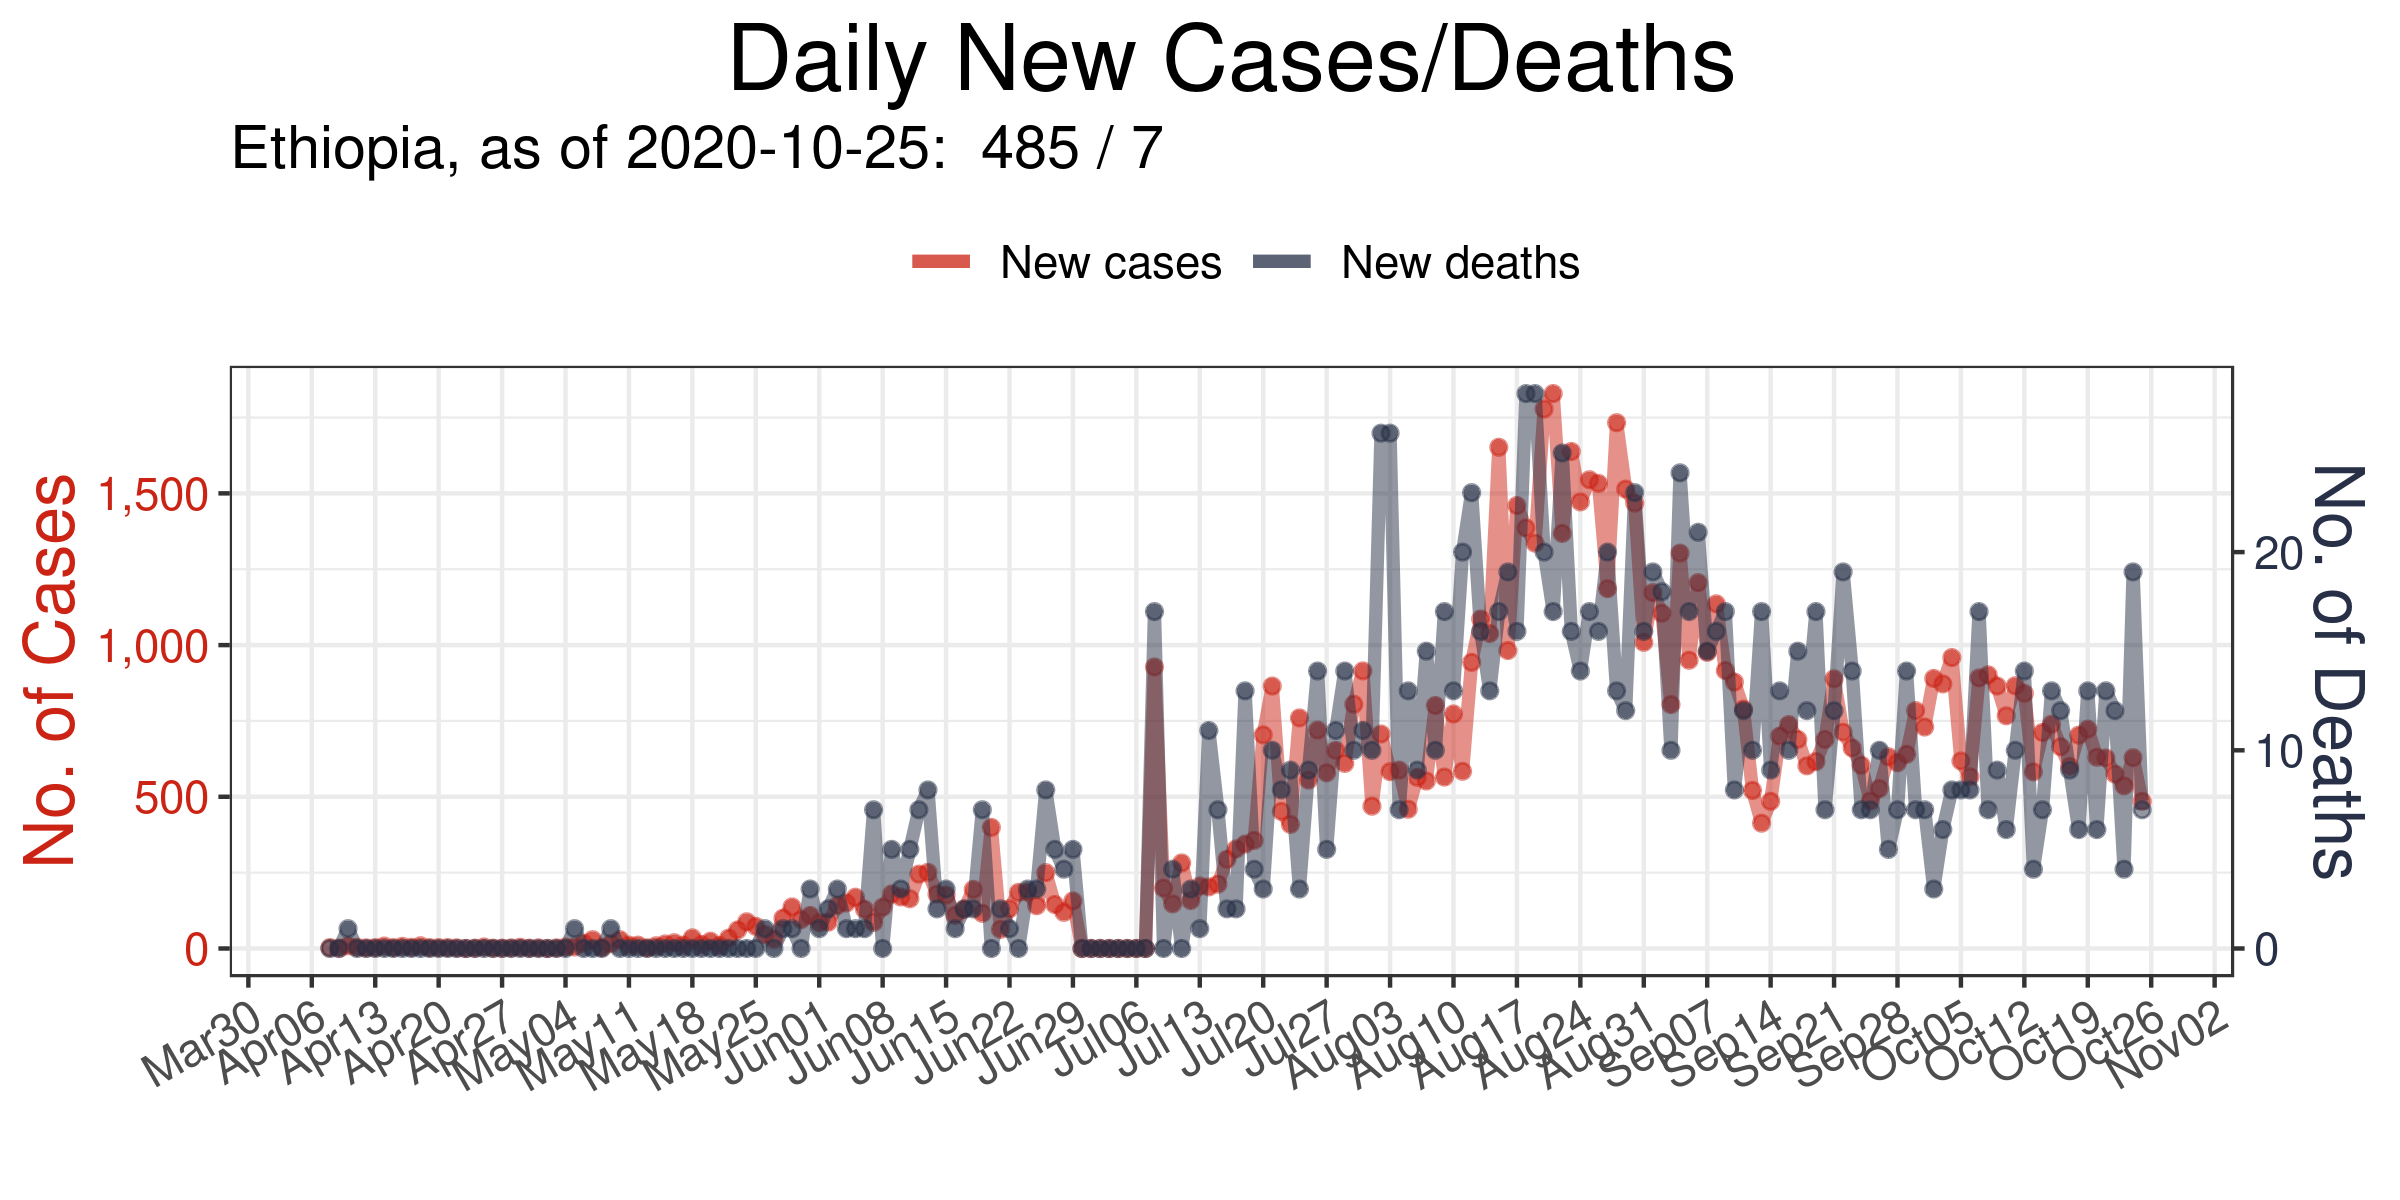 Daily New Cases/Deaths
Ethiopia, as of 2020-10-25:  485 / 7
New cases
New deaths
No. of Cases
1,500
1,000
500
0
No. of Deaths
20
10
0
Mar30
Apr06
Apr13
Apr20
Apr27
May04
May11
May18
May25
Jun01
Jun08
Jun15
Jun22
Jun29
Jul06
Jul13
Jul20
Jul27
Aug03
Aug10
Aug17
Aug24
Aug31
Sep07
Sep14
Sep21
Sep28
Oct05
Oct12
Oct19
Oct26
Nov02